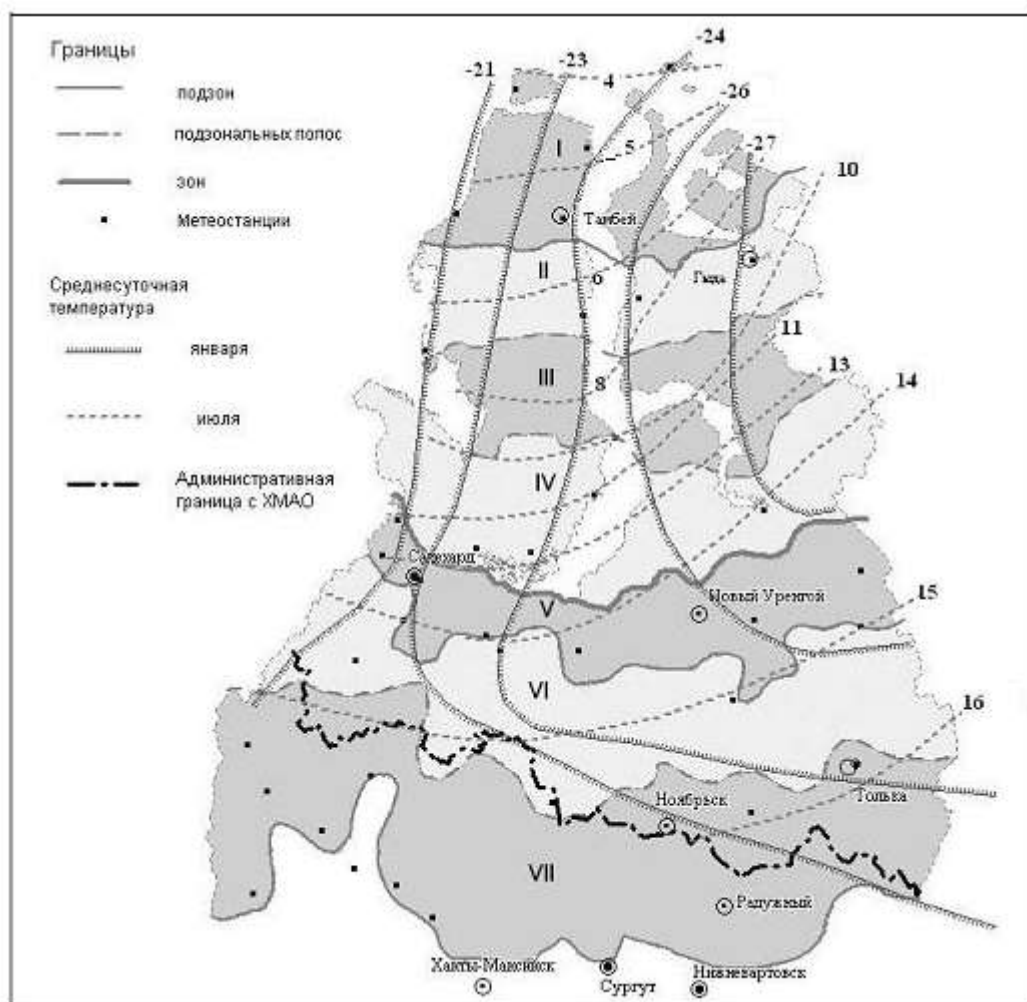 Границы
подзон
подзональных полос
зон
Метеостанции
Среднесуточная
температура
января
июля
Административная
граница с ХМАО
-21
-23
-24
4
-26
5
-27
10
I
Тамбей
II
6
Гыда
11
III
8
13
14
IV
Салехард
V
Новый Уренгой
15
VI
16
Толька
Ноябрьск
VII
Радужный
Ханты-Мансийск
Сургут
Нижневартовск